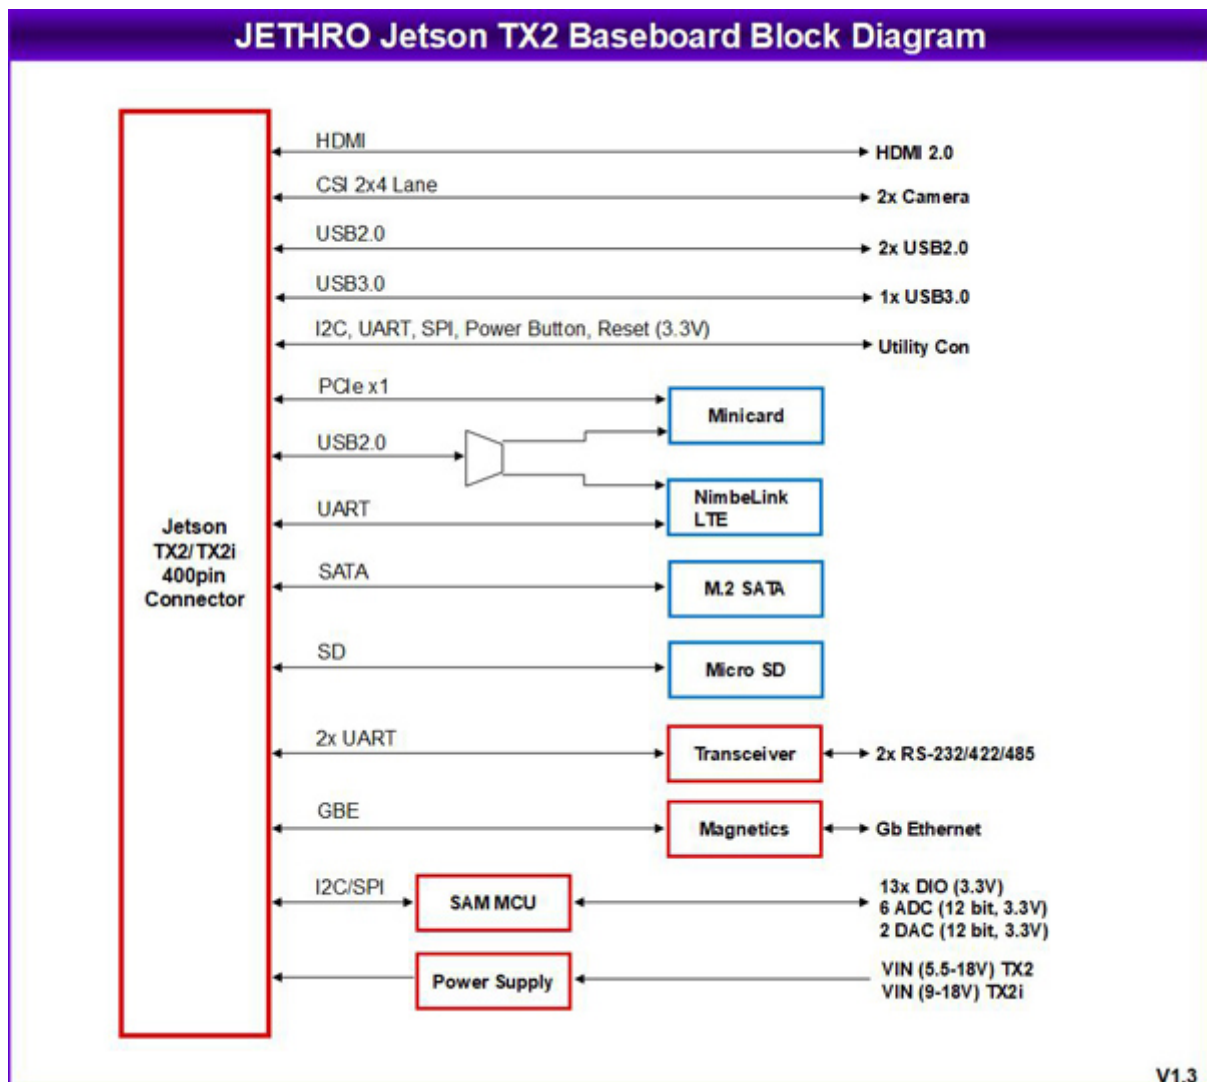 JETHRO Jetson TX2 Baseboard Block Diagram
HDMI
HDMI 2.0
CSI 2x4 Lane
2x Camera
USB2.0
2x USB2.0
USB3.0
1x USB3.0
I2C, UART, SPI, Power Button, Reset (3.3V)
Utility Con
PCIe x1
Minicard
USB2.0
NimbeLink
LTE
UART
Jetson
TX2/TX2i
400pin
Connector
SATA
M.2 SATA
SD
Micro SD
2x UART
Transceiver
2x RS-232/422/485
GBE
Magnetics
Gb Ethernet
I2C/SPI
SAM MCU
13x DIO (3.3V)
6 ADC (12 bit, 3.3V)
2 DAC (12 bit, 3.3V)
Power Supply
VIN (5.5-18V) TX2
VIN (9-18V) TX2i
V1.3